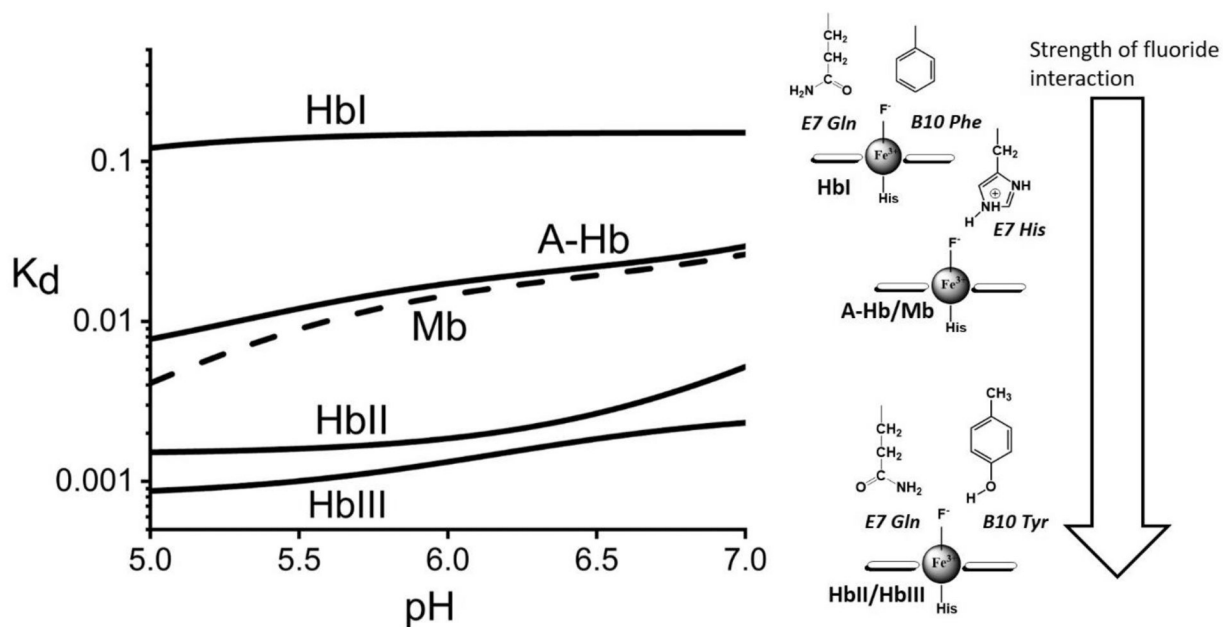 HbI
A-Hb
Mb
HbII
HbIII
Kd
0.1
0.01
0.001
5.0 5.5 6.0 6.5 7.0
pH
Strength of fluoride
interaction
CH2
CH2
H2N C O
E7 Gln B10 Phe
F-
Fe3+
His
HbI
CH2
NH
+
NH
H
E7 His
F-
Fe3+
His
A-Hb/Mb
CH2
CH2
C
O NH2
E7 Gln
CH3
H O
B10 Tyr
F-
Fe3+
His
HbII/HbIII